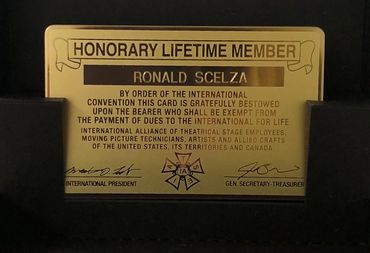 HONORARY LIFETIME MEMBER
RONALD SCELZA
BY ORDER OF THE INTERNATIONAL
CONVENTION THIS CARD IS GRATEFULLY BESTOWED
UPON THE BEARER WHO SHALL BE EXEMPT FROM
THE PAYMENT OF DUES TO THE INTERNATIONAL FOR LIFE
INTERNATIONAL ALLIANCE OF THEATRICAL STAGE EMPLOYEES,
MOVING PICTURE TECHNICIANS, ARTISTS AND ALLIED CRAFTS
OF THE UNITED STATES, ITS TERRITORIES AND CANADA
INTERNATIONAL PRESIDENT
GEN. SECRETARY-TREASURER